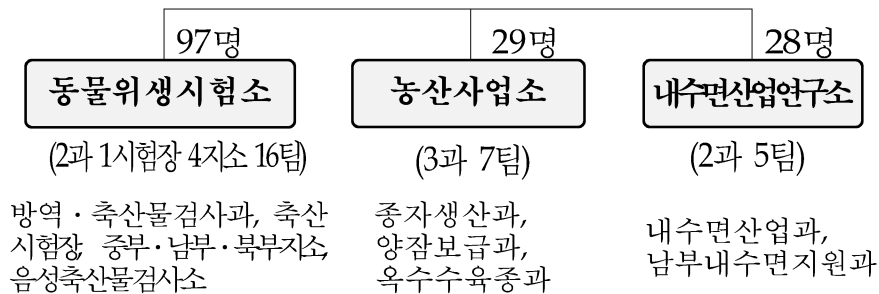 97명 29명 28명
동물위생시험소 농산사업소 내수면산업연구소
(2과 1시험장 4지소 16팀) (3과 7팀) (2과 5팀)
방역·축산물검사과, 축산
시험장, 중부·남부·북부지소,
음성축산물검사소
종자생산과,
양잠보급과,
옥수수육종과
내수면산업과,
남부내수면지원과